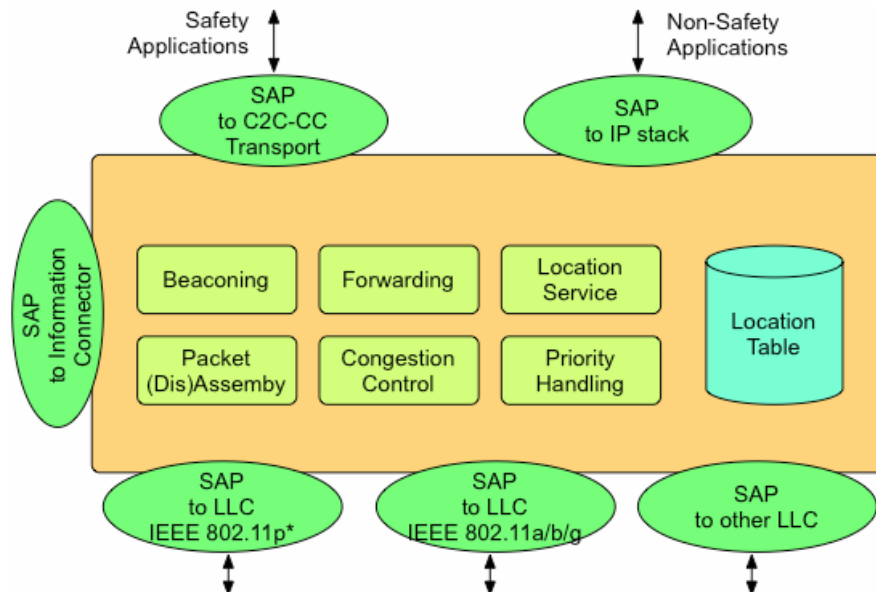 Safety
Applications
Non-Safety
Applications
SAP
to C2C-CC
Transport
SAP
to IP stack
SAP
to Information
Connector
Beaconing
Forwarding
Location
Service
Packet
(Dis)Assemby
Congestion
Control
Priority
Handling
Location
Table
SAP
to LLC
IEEE 802.11p*
SAP
to LLC
IEEE 802.11a/b/g
SAP
to other LLC